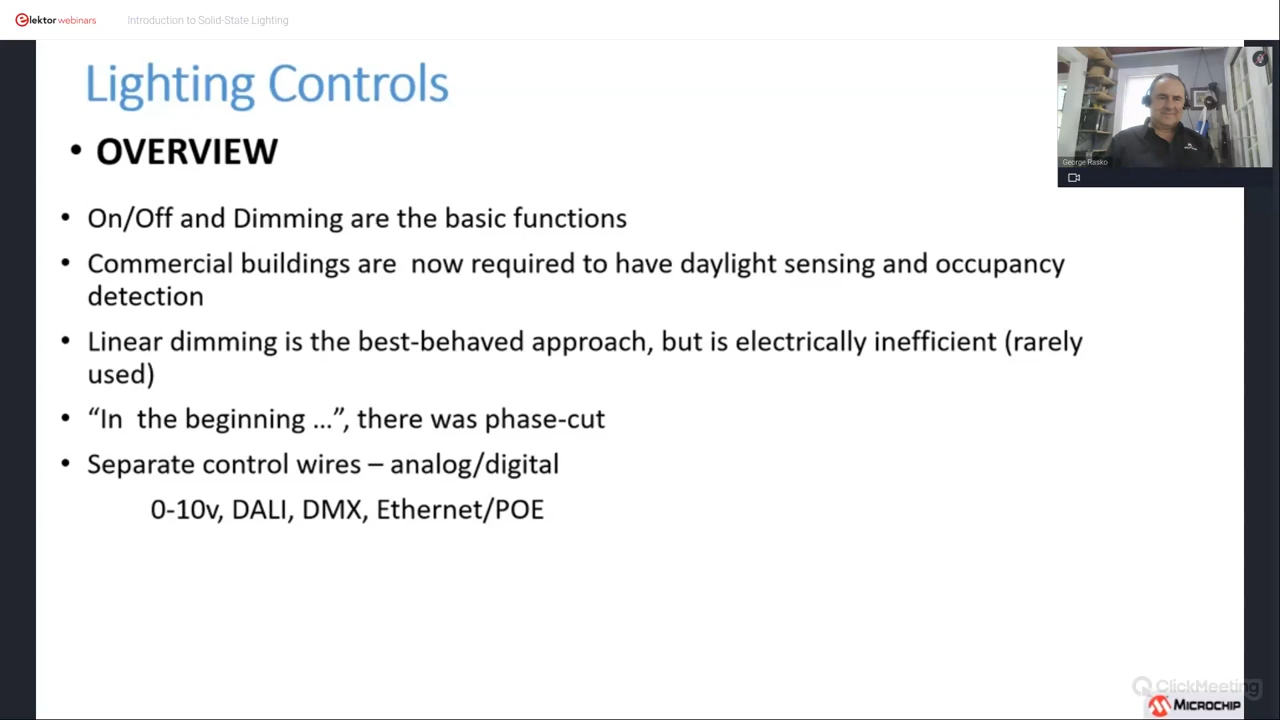 elektor webinars
Introduction to Solid-State Lighting
Lighting Controls
George Rasko
• OVERVIEW
• On/Off and Dimming are the basic functions
• Commercial buildings are now required to have daylight sensing and occupancy
detection
• Linear dimming is the best-behaved approach, but is electrically inefficient (rarely
used)
• “In the beginning ...”, there was phase-cut
• Separate control wires – analog/digital
0-10v, DALI, DMX, Ethernet/POE
ClickMeeting
MICROCHIP